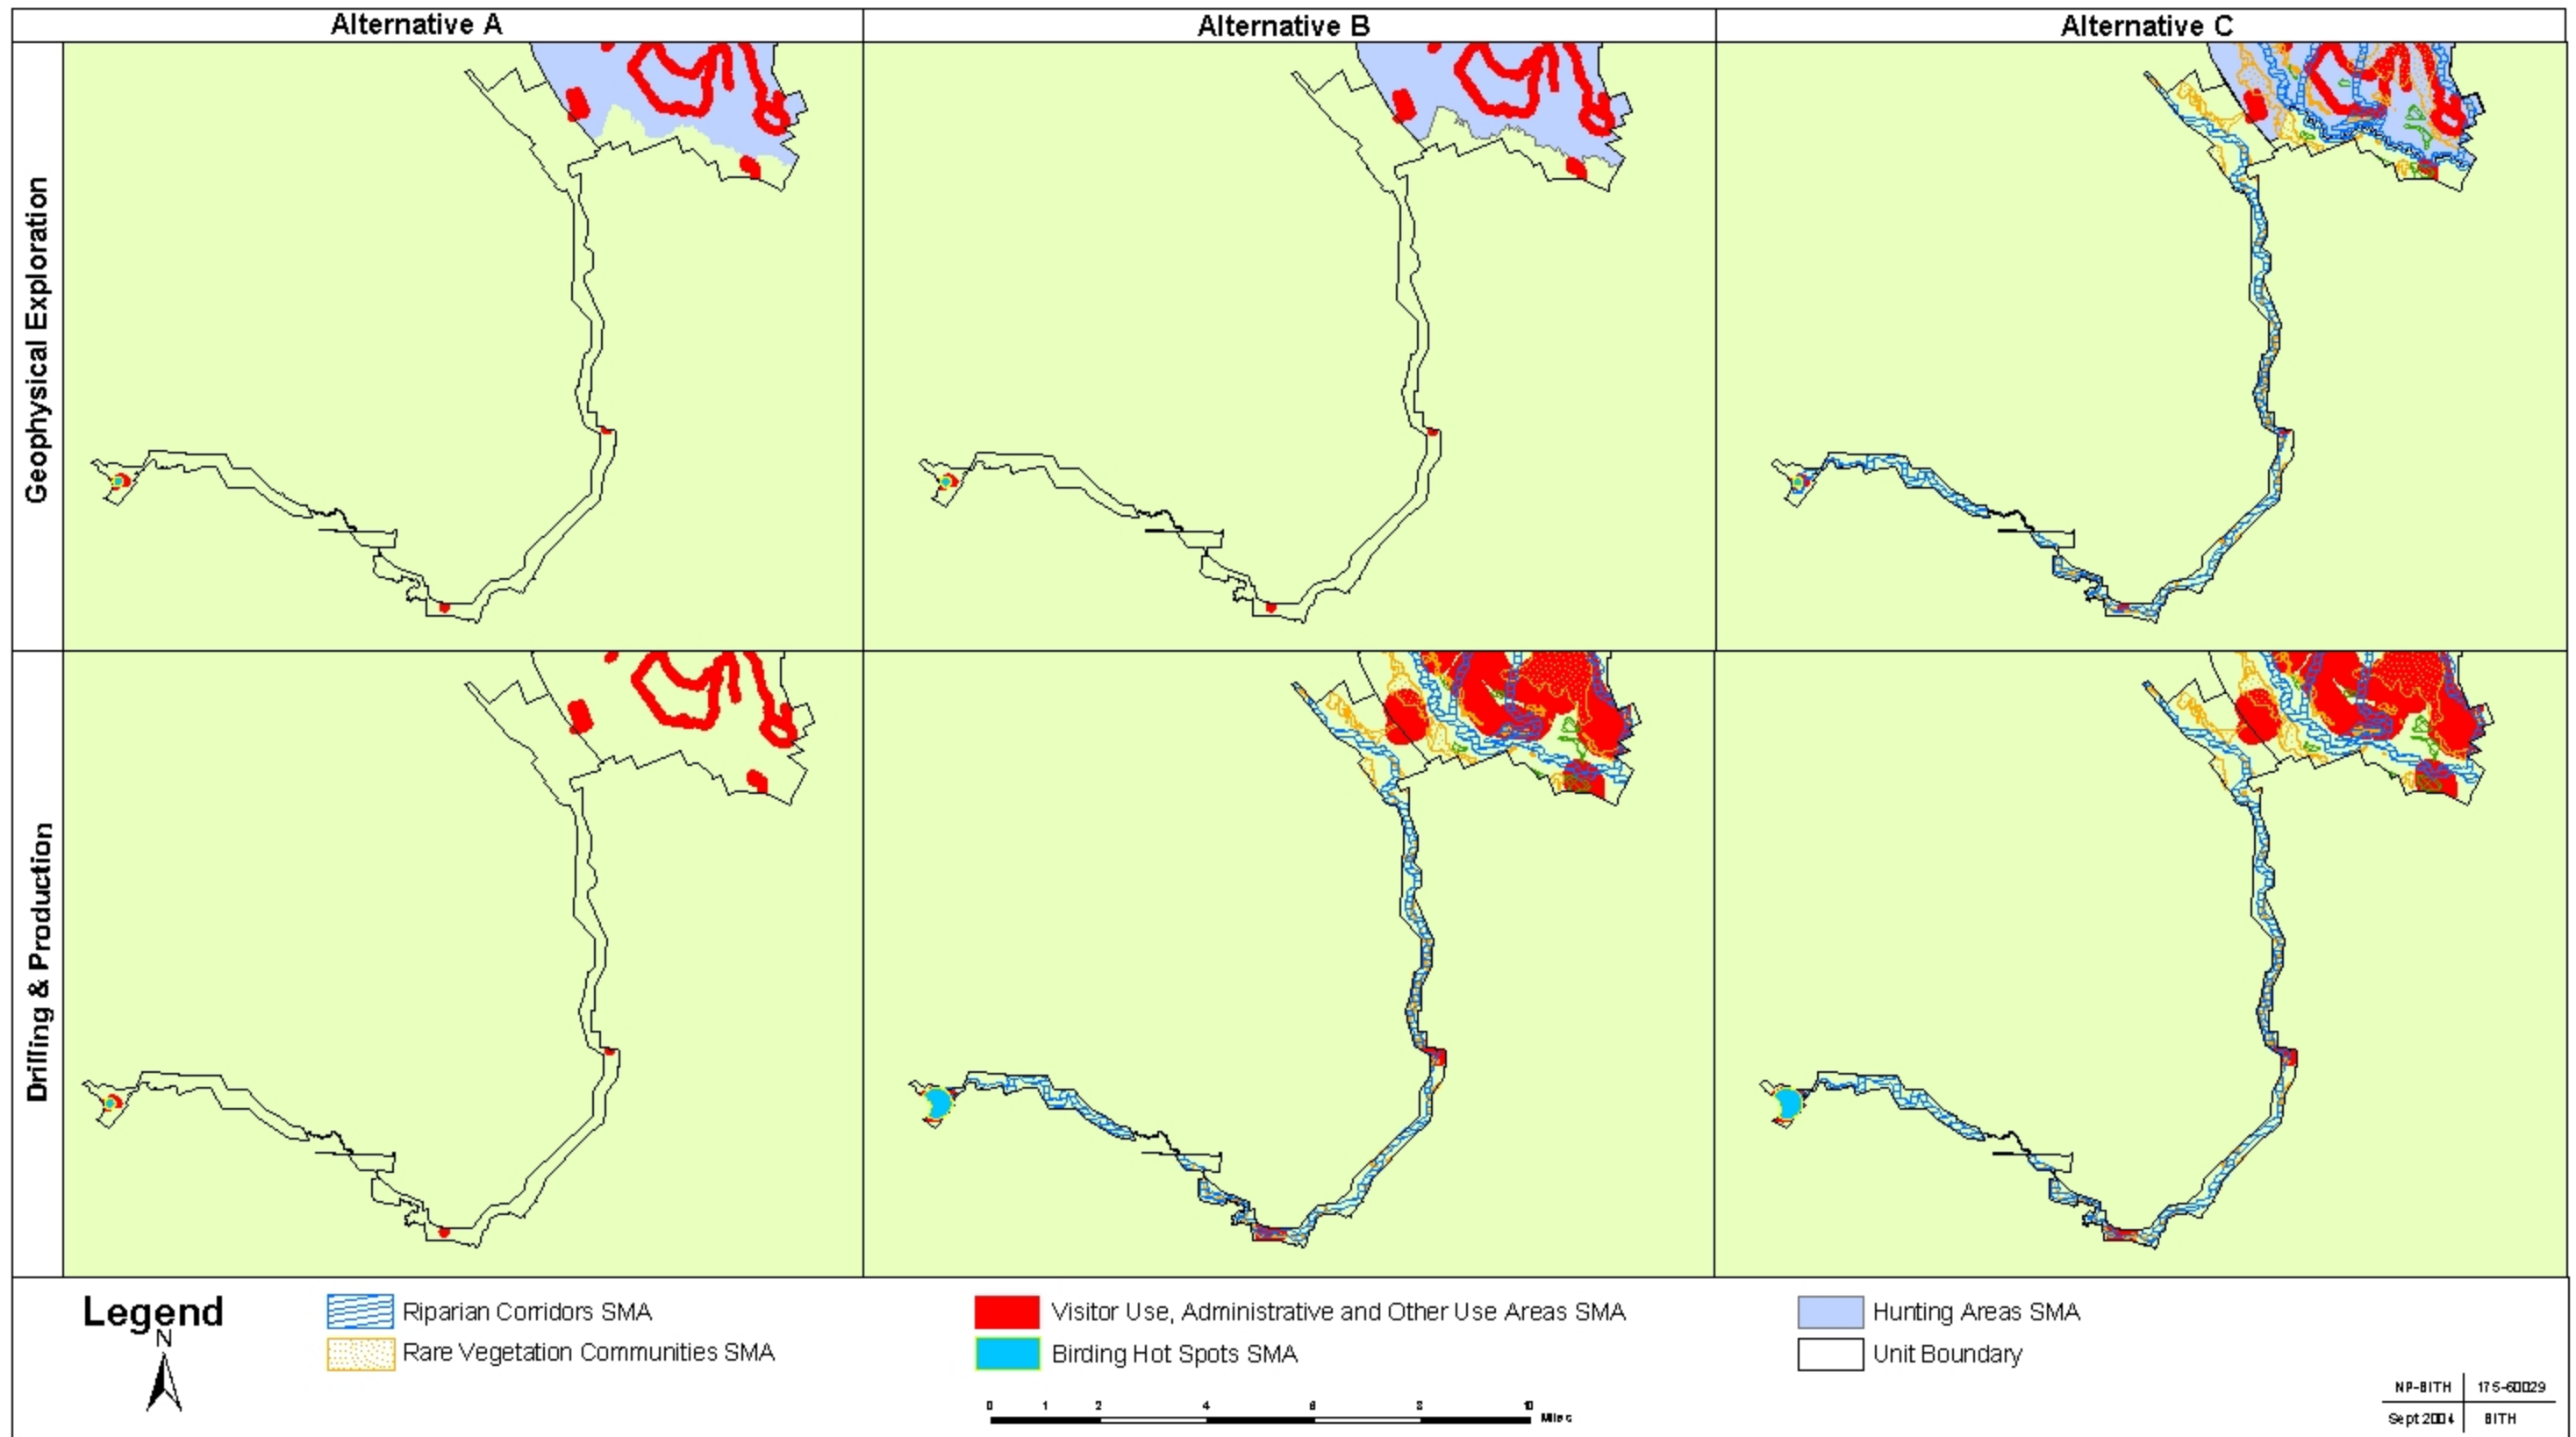 Alternative A
Alternative B
Alternative C
Geophysical Exploration
Drilling & Production
Legend
N
Riparian Corridors SMA
Rare Vegetation Communities SMA
Visitor Use, Administrative and Other Use Areas SMA
Birding Hot Spots SMA
Hunting Areas SMA
Unit Boundary
0 1 2 4 6 8 10 Miles
NP-BITH 175-60029
Sept 2004 BITH